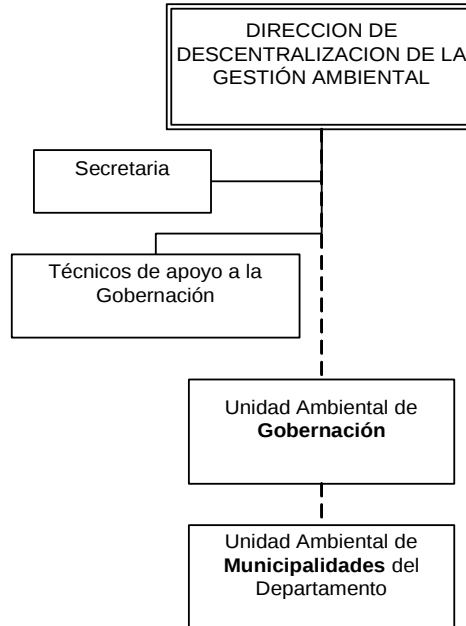 DIRECCION DE
DESCENTRALIZACION DE LA
GESTIÓN AMBIENTAL
Secretaria
Técnicos de apoyo a la
Gobernación
Unidad Ambiental de
Gobernación
Unidad Ambiental de
Municipalidades del
Departamento